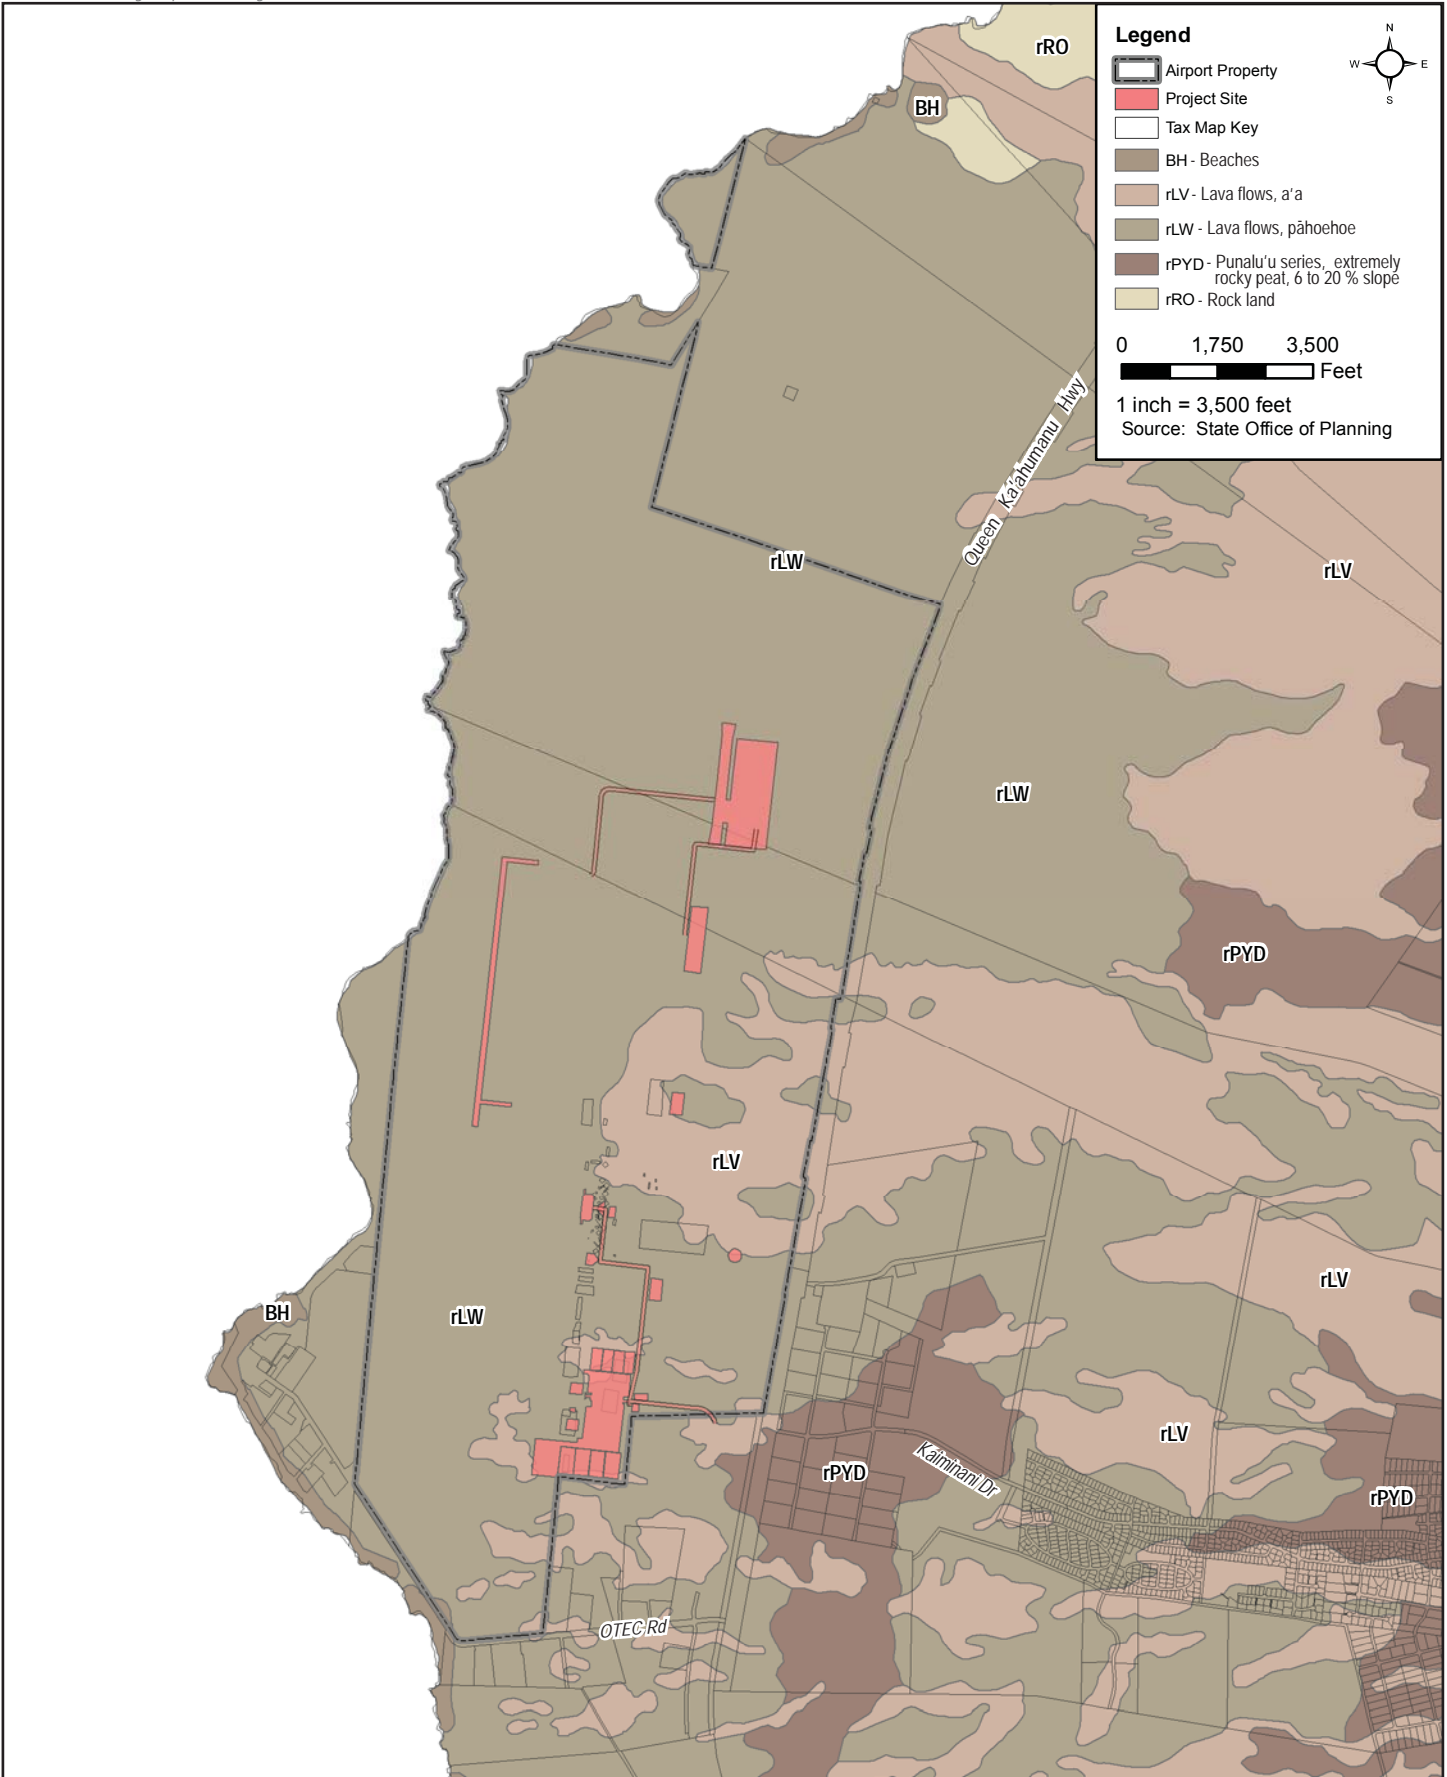 Legend
N
W E
S
Airport Property
Project Site
Tax Map Key
BH - Beaches
rLV - Lava flows, a‘a
rLW - Lava flows, pāhoehoe
rPYD - Punalu‘u series, extremely
rocky peat, 6 to 20 % slope
rRO - Rock land
0 1,750 3,500
Feet
1 inch = 3,500 feet
Source: State Office of Planning
rRO
BH
Queen Ka'ahumanu Hwy
rLW
rLV
rLW
rPYD
rLV
rLV
BH
rLW
rLV
rPYD
Kaiminani Dr
rPYD
OTEC Rd